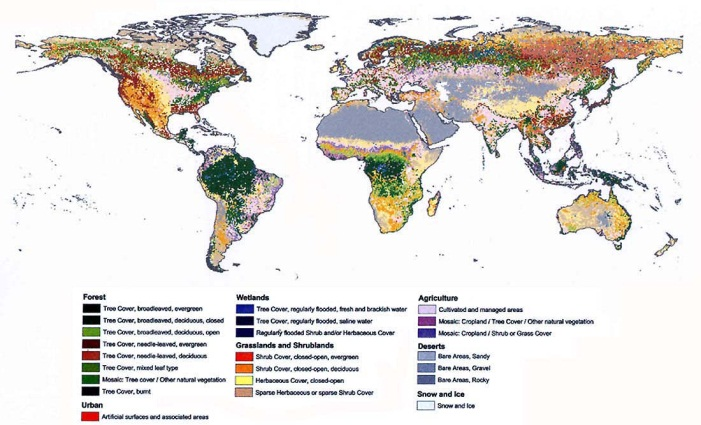 Forest
Tree Cover, broadleaved, evergreen
Tree Cover, broadleaved, deciduous, closed
Tree Cover, broadleaved, deciduous, open
Tree Cover, needle-leaved, evergreen
Tree Cover, needle-leaved, deciduous
Tree Cover, mixed leaf type
Mosaic: Tree cover / Other natural vegetation
Tree Cover, burnt
Urban
Artificial surfaces and associated areas
Wetlands
Tree Cover, regularly flooded, fresh and brackish water
Tree Cover, regularly flooded, saline water
Regularly flooded Shrub and/or Herbaceous Cover
Grasslands and Shrublands
Shrub Cover, closed-open, evergreen
Shrub Cover, closed-open, deciduous
Herbaceous Cover, closed-open
Sparse Herbaceous or sparse Shrub Cover
Agriculture
Cultivated and managed areas
Mosaic: Cropland / Tree Cover / Other natural vegetation
Mosaic: Cropland / Shrub or Grass Cover
Deserts
Bare Areas, Sandy
Bare Areas, Gravel
Bare Areas, Rocky
Snow and Ice
Snow and Ice